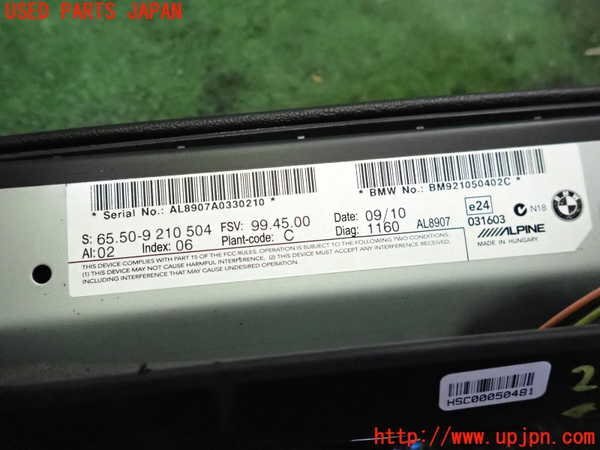 USED PARTS JAPAN
* Serial No.: AL8907A0330210 *
* BMW No.: BM921050402C *
S: 65.50-9 210 504 FSV: 99.45.00 Date: 09/10
AI: 02 Index: 06 Plant-code: C Diag: 1160 AL8907
e24
031603
N18
ALPINE
MADE IN HUNGARY
BMW
THIS DEVICE COMPLIES WITH PART 15 OF THE FCC RULES. OPERATION IS SUBJECT TO THE FOLLOWING TWO CONDITIONS:
(1) THIS DEVICE MAY NOT CAUSE HARMFUL INTERFERENCE, (2) THIS DEVICE MUST ACCEPT ANY INTERFERENCE RECEIVED,
INCLUDING INTERFERENCE THAT MAY CAUSE UNDESIRED OPERATION.
HSC00050481
2
http://www.upjpn.com/